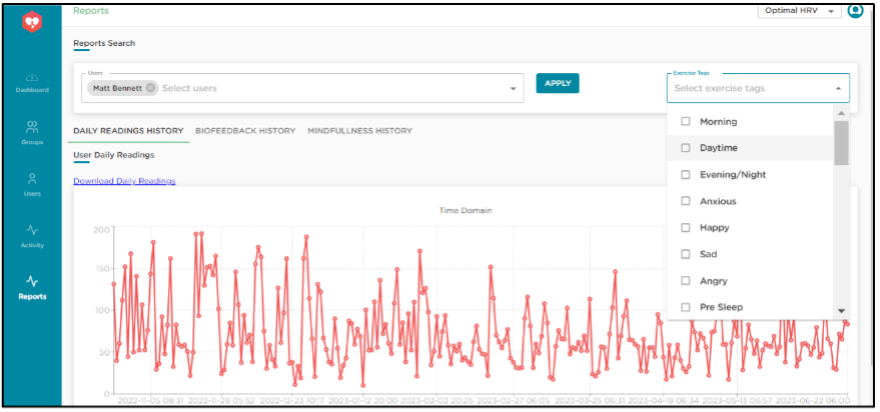 Reports
Optimal HRV
Reports Search
Dashboard
Groups
Users
Activity
Reports
Users
Matt Bennett
Select users
APPLY
Exercise Tags
Select exercise tags
Morning
Daytime
Evening/Night
Anxious
Happy
Sad
Angry
Pre Sleep
DAILY READINGS HISTORY BIOFEEDBACK HISTORY MINDFULLNESS HISTORY
User Daily Readings
Download Daily Readings
Time Domain
200
150
100
50
0
2022-11-05 08:31 2022-11-28 05:52 2022-12-23 10:17 2023-01-12 20:00 2023-02-02 20:25 2023-02-27 06:05 2023-03-25 06:31 2023-04-18 06:34 2023-05-13 06:57 2023-06-22 06:00